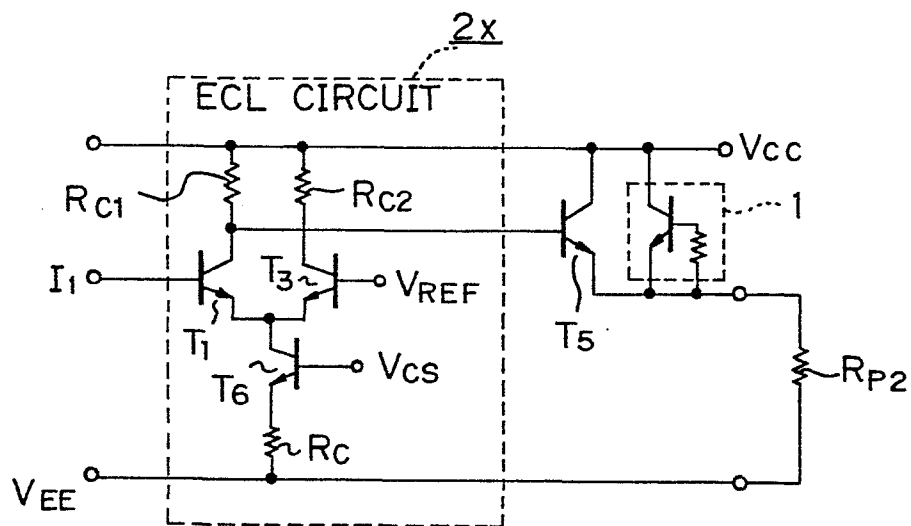 2x
ECL CIRCUIT
VCC
RC1
RC2
1
I1
T3
VREF
T1
T5
T6
VCS
RP2
RC
VEE